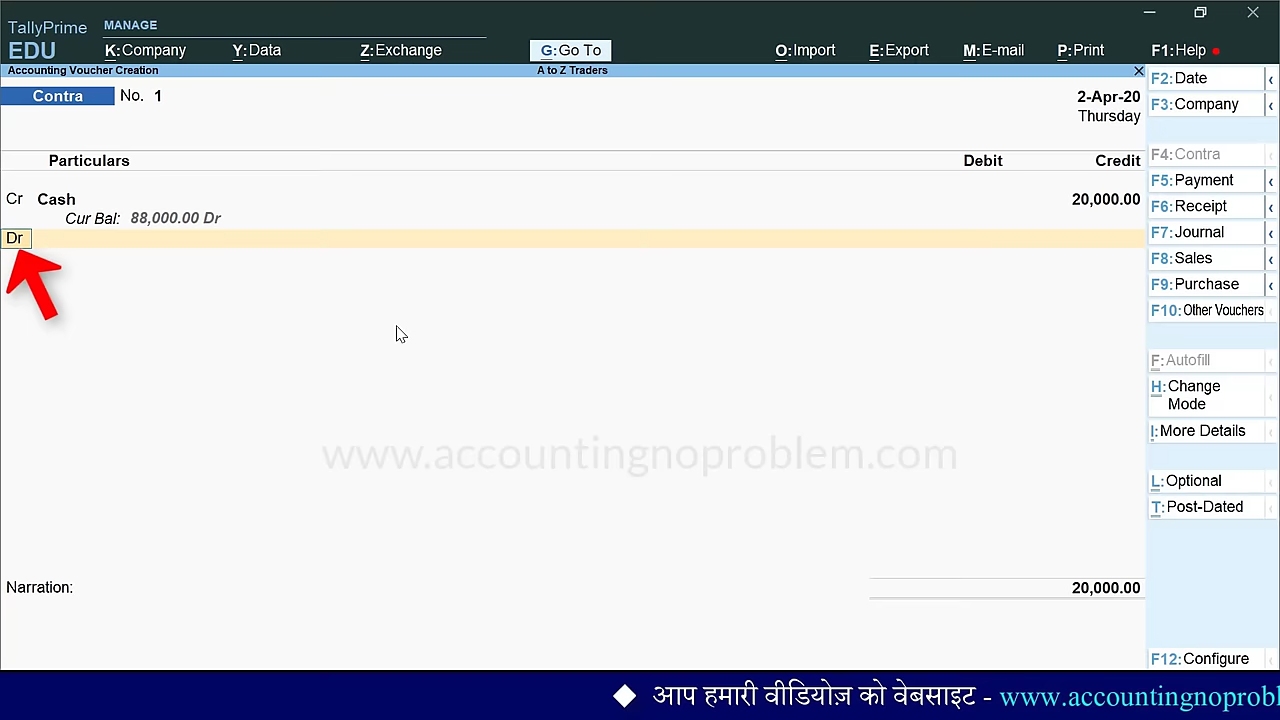 TallyPrime
EDU
MANAGE
K:Company Y:Data Z:Exchange G:Go To O:Import E:Export M:E-mail P:Print F1:Help
Accounting Voucher Creation A to Z Traders
Contra No. 1 2-Apr-20
Thursday
Particulars Debit Credit
Cr Cash 20,000.00
Cur Bal: 88,000.00 Dr
Dr
www.accountingnoproblem.com
Narration: 20,000.00
F2:Date
F3:Company
F4:Contra
F5:Payment
F6:Receipt
F7:Journal
F8:Sales
F9:Purchase
F10:Other Vouchers
F:Autofill
H:Change
Mode
I:More Details
L:Optional
T:Post-Dated
F12:Configure
आप हमारी वीडियोज़ को वेबसाइट - www.accountingnoprobl